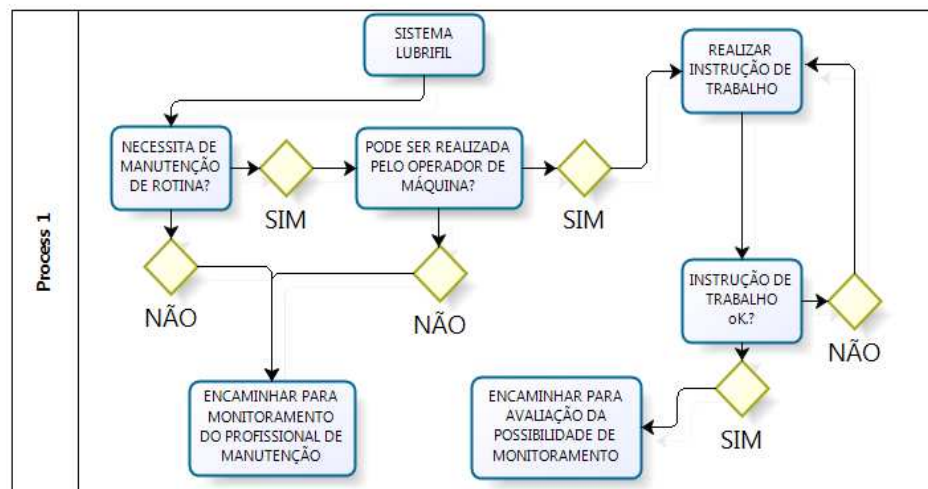 Process 1
SISTEMA
LUBRIFIL
NECESSITA DE
MANUTENÇÃO
DE ROTINA?
SIM
NÃO
PODE SER REALIZADA
PELO OPERADOR DE
MÁQUINA?
SIM
NÃO
REALIZAR
INSTRUÇÃO DE
TRABALHO
INSTRUÇÃO DE
TRABALHO
oK.?
NÃO
SIM
ENCAMINHAR PARA
MONITORAMENTO
DO PROFISSIONAL DE
MANUTENÇÃO
ENCAMINHAR PARA
AVALIAÇÃO DA
POSSIBILIDADE DE
MONITORAMENTO